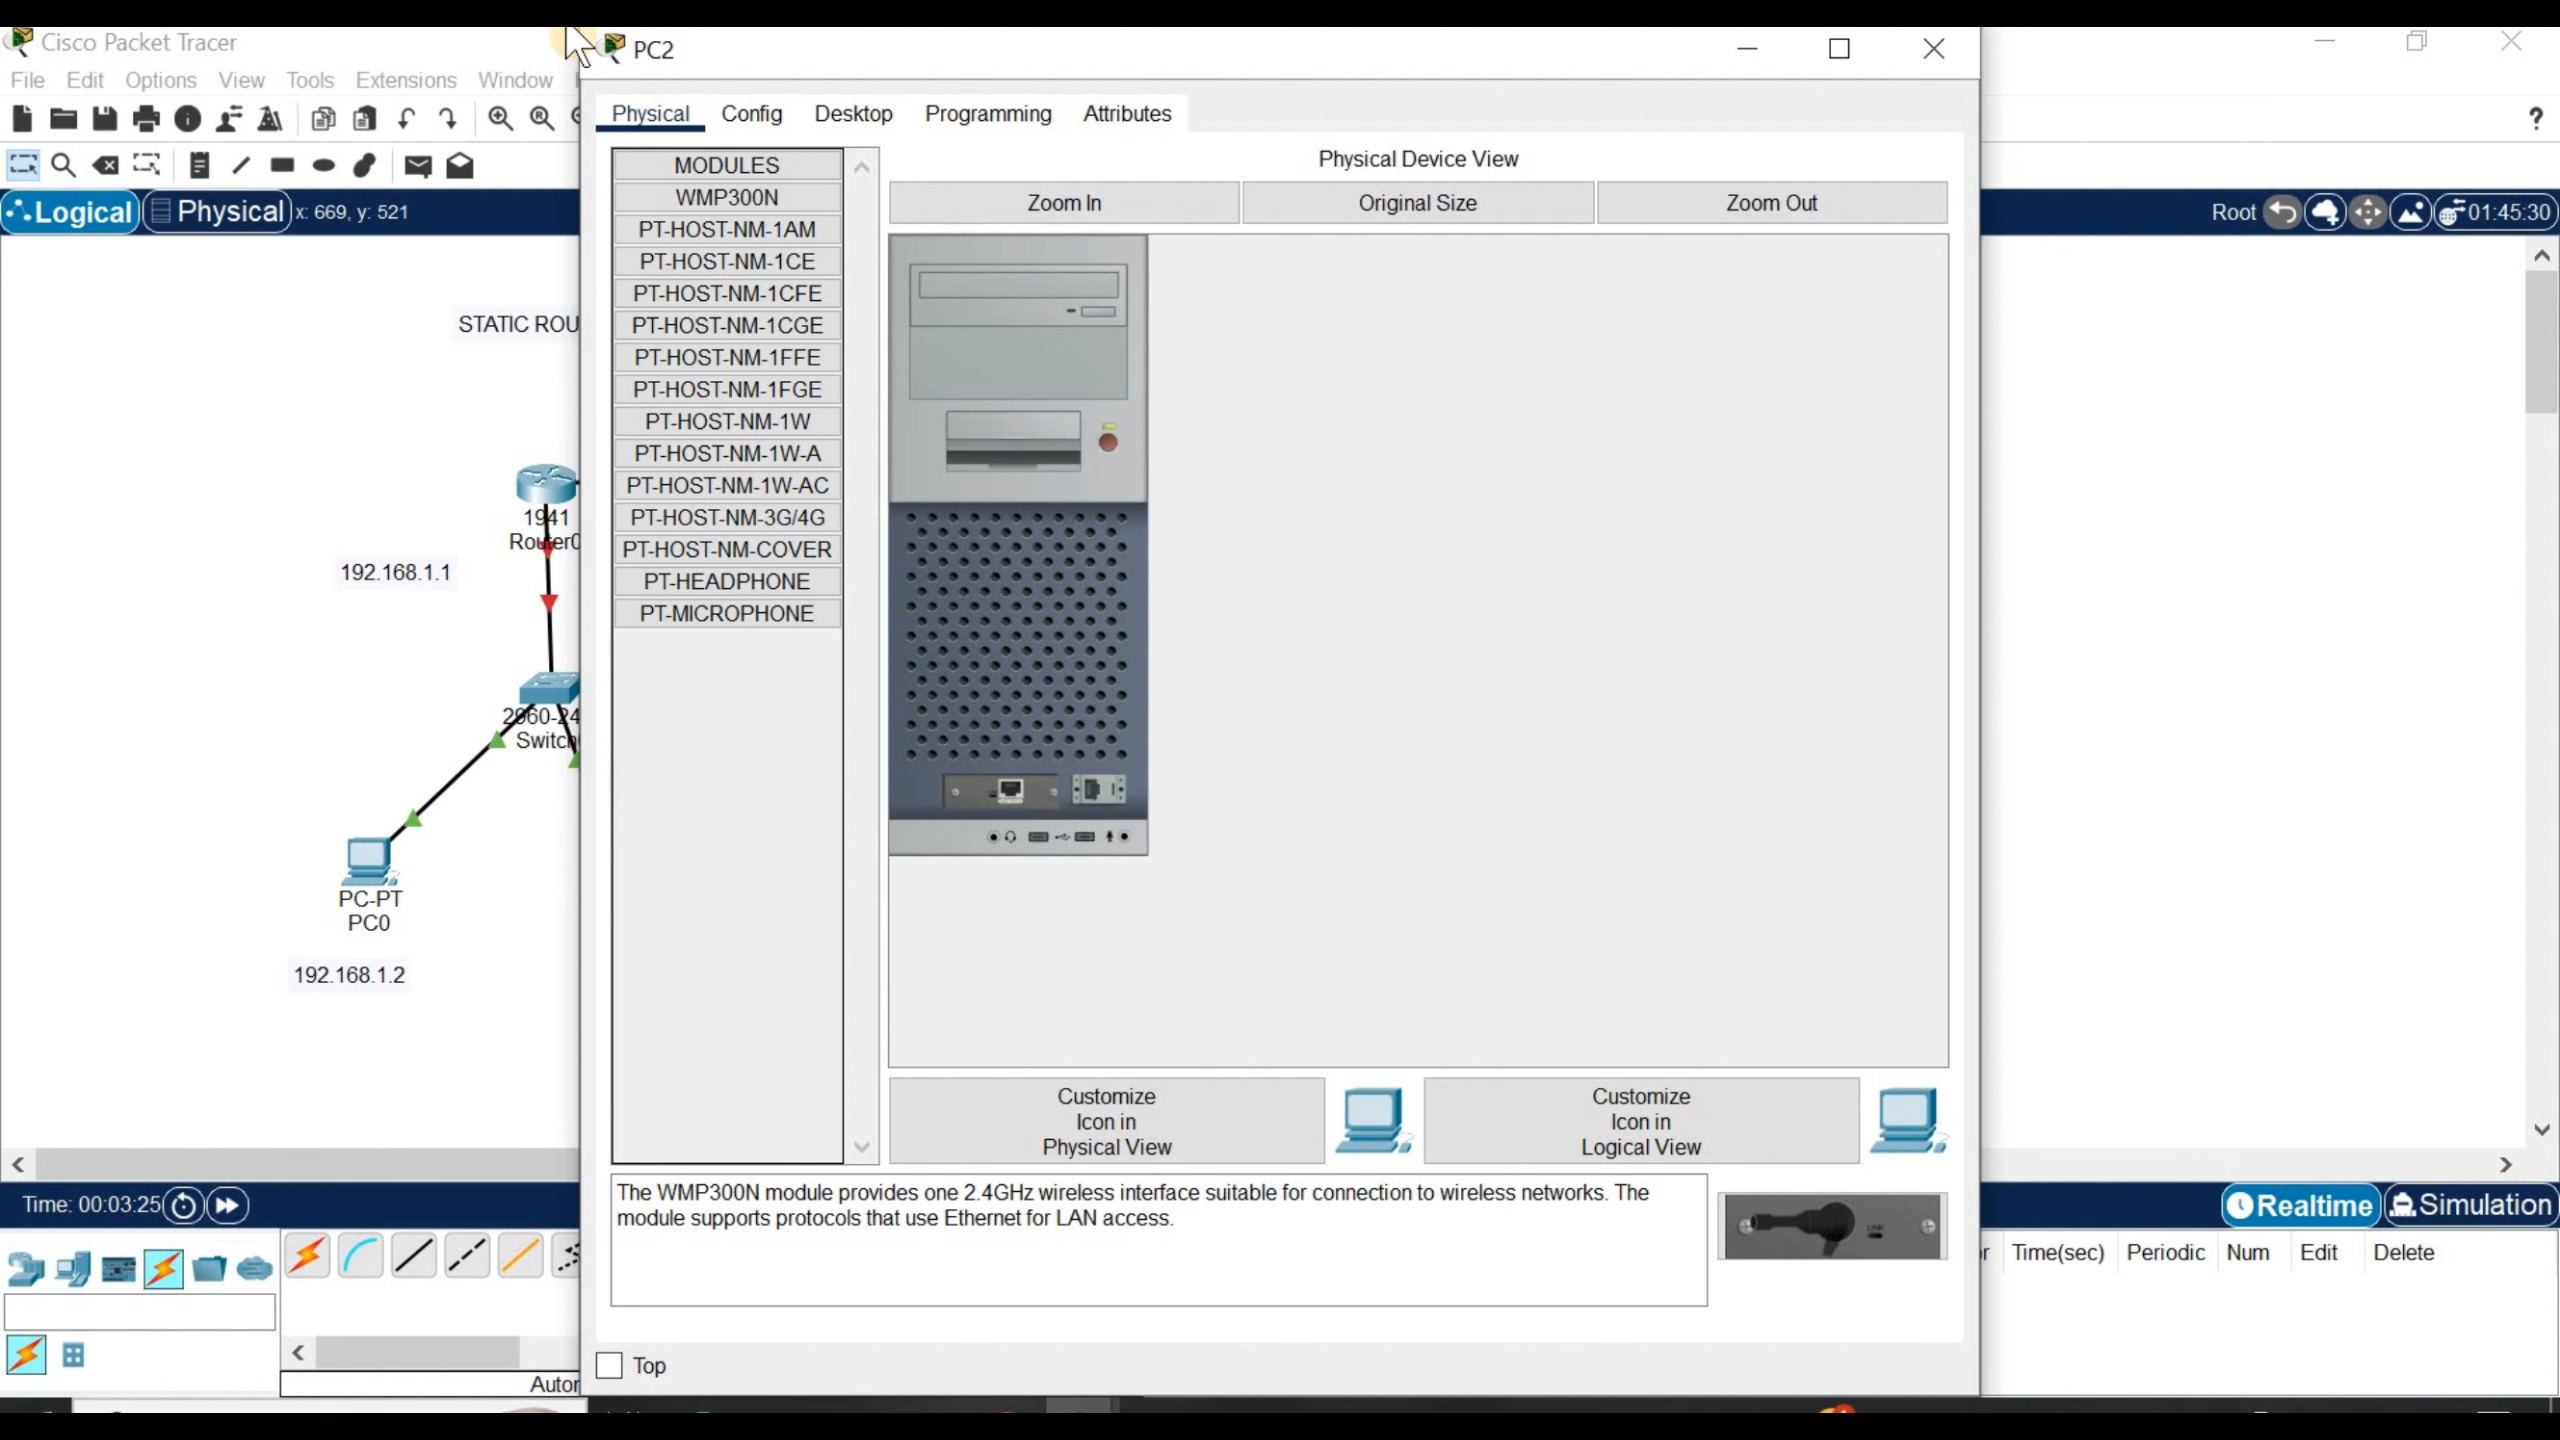 Cisco Packet Tracer
PC2
File Edit Options View Tools Extensions Window
Physical Config Desktop Programming Attributes
?
Logical Physical x: 669, y: 521
Root 01:45:30
MODULES
WMP300N
PT-HOST-NM-1AM
PT-HOST-NM-1CE
PT-HOST-NM-1CFE
PT-HOST-NM-1CGE
PT-HOST-NM-1FFE
PT-HOST-NM-1FGE
PT-HOST-NM-1W
PT-HOST-NM-1W-A
PT-HOST-NM-1W-AC
PT-HOST-NM-3G/4G
PT-HOST-NM-COVER
PT-HEADPHONE
PT-MICROPHONE
Physical Device View
Zoom In Original Size Zoom Out
STATIC ROU
1941
Router0
192.168.1.1
2960-24
Switch
PC-PT
PC0
192.168.1.2
Customize
Icon in
Physical View
Customize
Icon in
Logical View
The WMP300N module provides one 2.4GHz wireless interface suitable for connection to wireless networks. The
module supports protocols that use Ethernet for LAN access.
LINK
Top
Time: 00:03:25
Realtime Simulation
Time(sec) Periodic Num Edit Delete